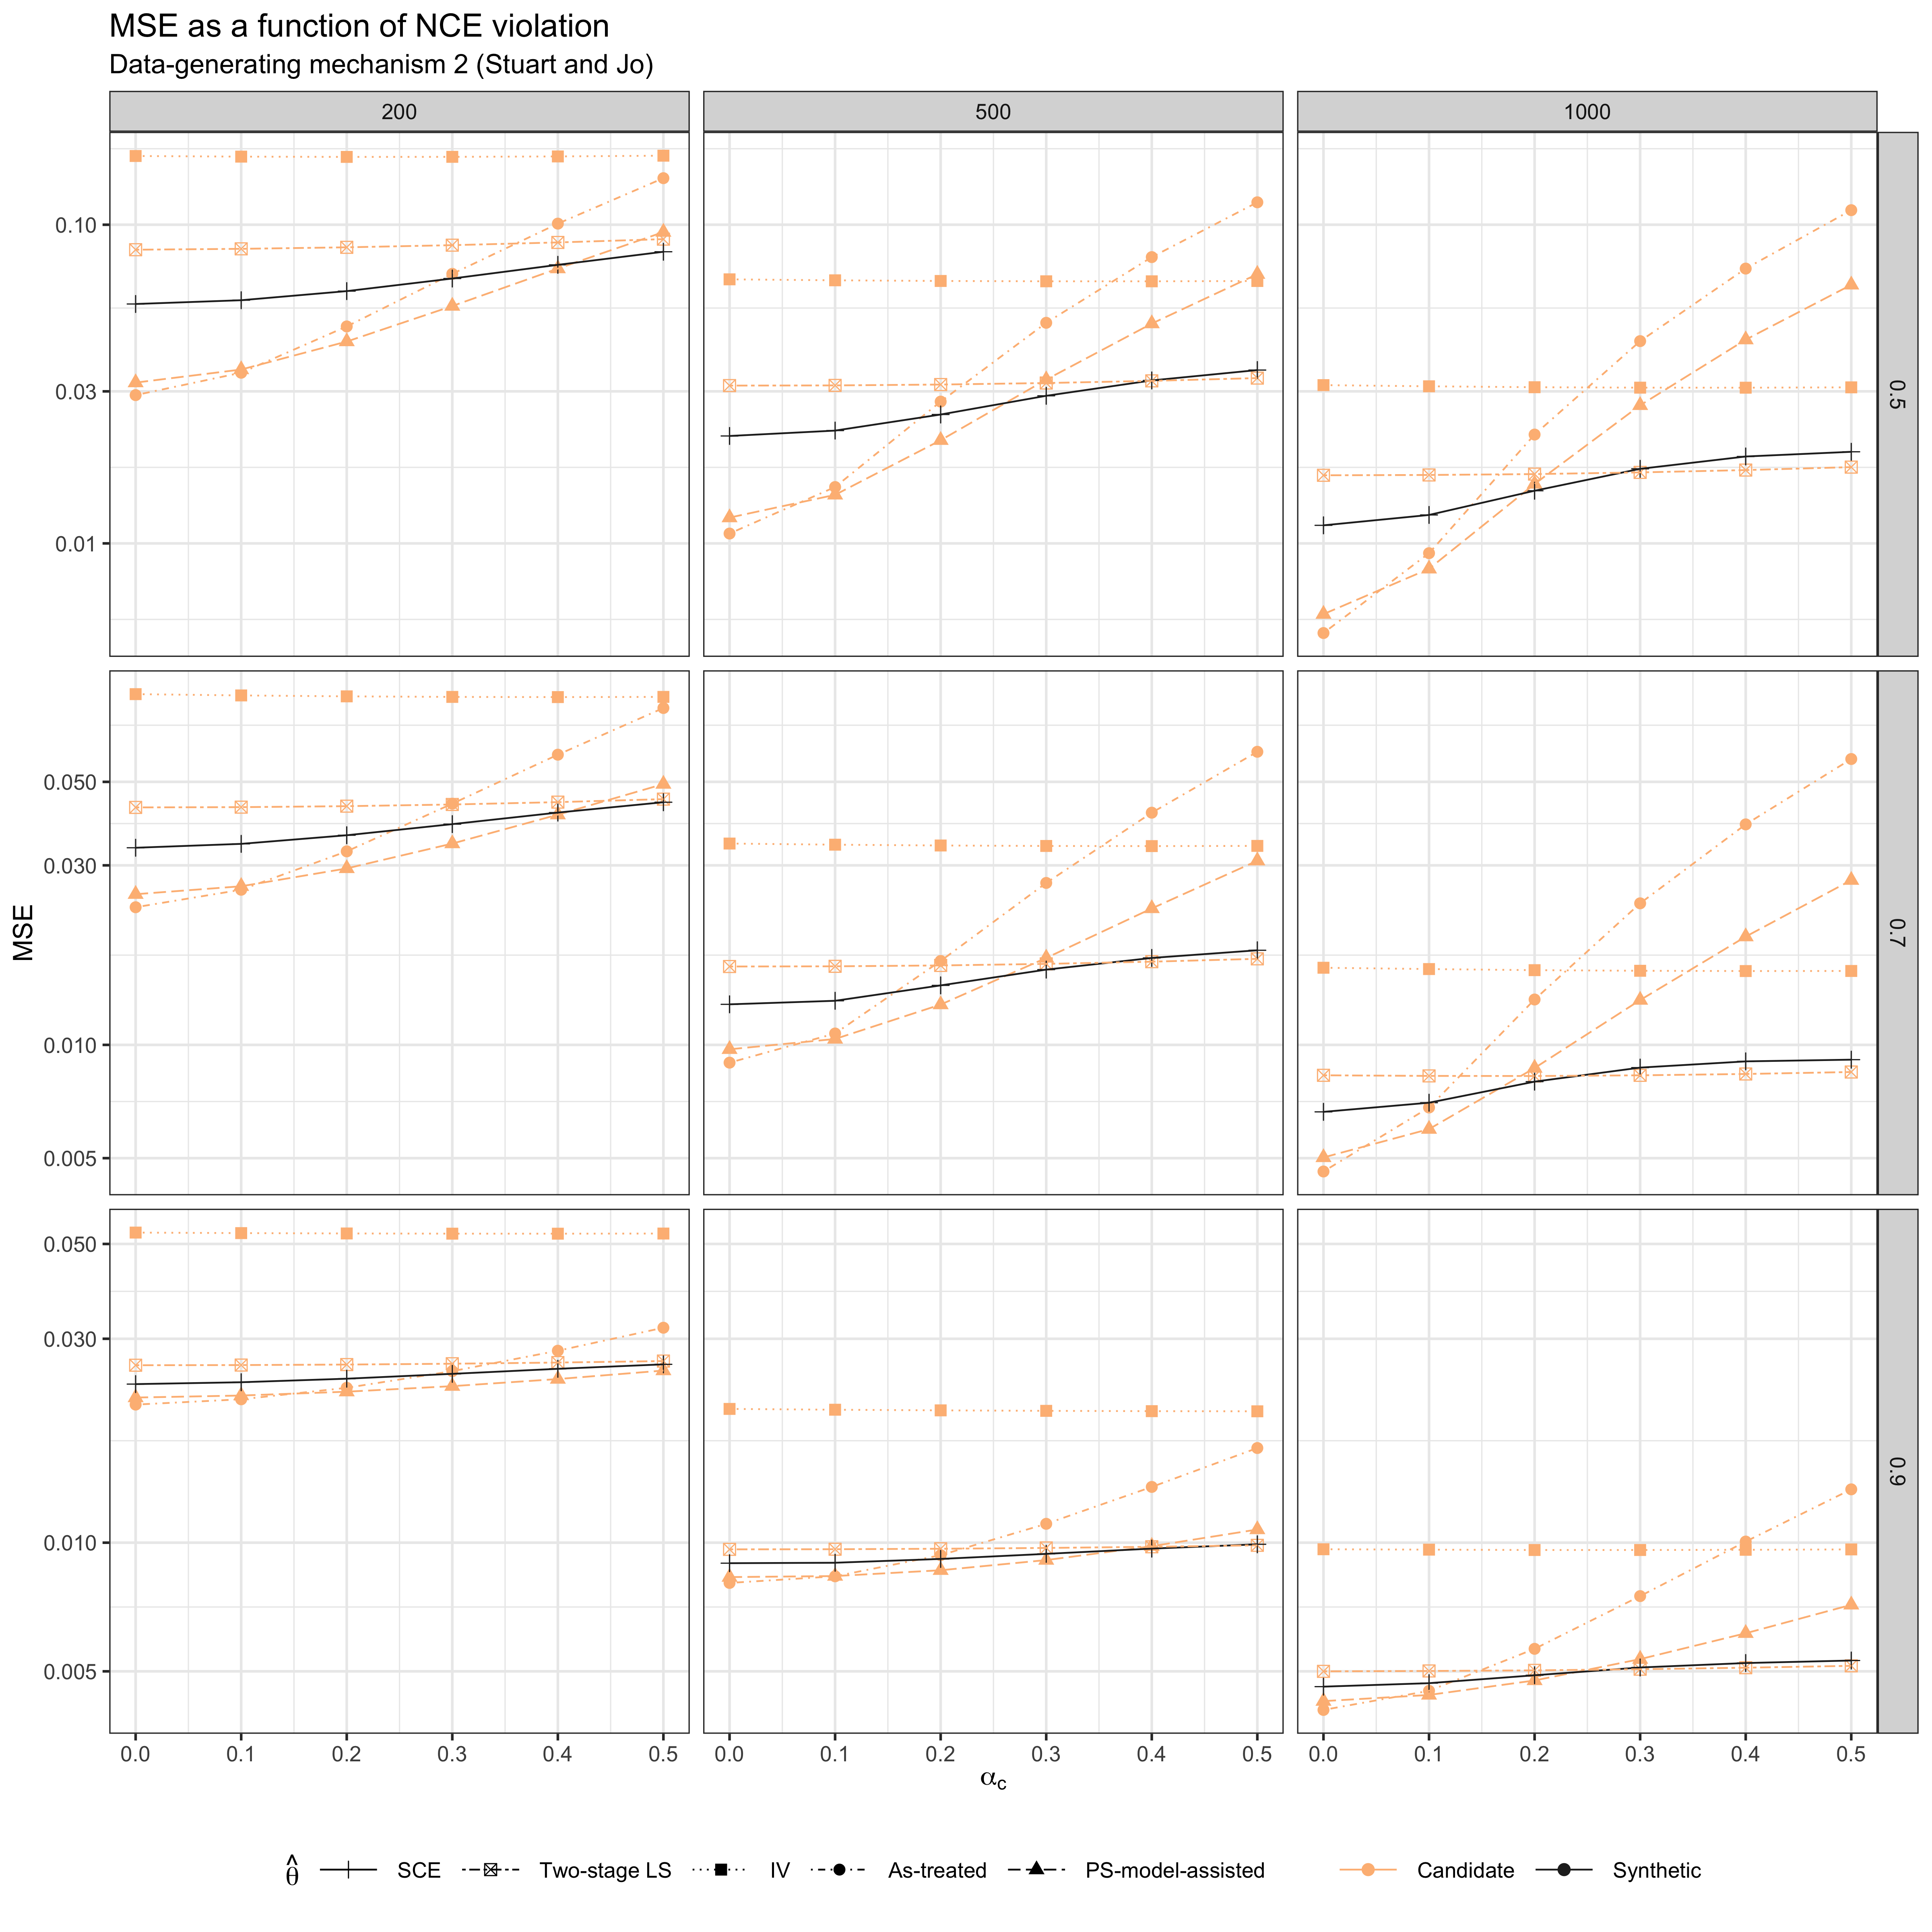 MSE as a function of NCE violation
Data-generating mechanism 2 (Stuart and Jo)
200 500 1000
0.10
0.03
0.01
0.5
0.050
0.030
0.010
0.005
0.7
MSE
0.050
0.030
0.010
0.005
0.9
0.0 0.1 0.2 0.3 0.4 0.5 0.0 0.1 0.2 0.3 0.4 0.5 0.0 0.1 0.2 0.3 0.4 0.5
αc
θ̂ SCE Two-stage LS IV As-treated PS-model-assisted Candidate Synthetic